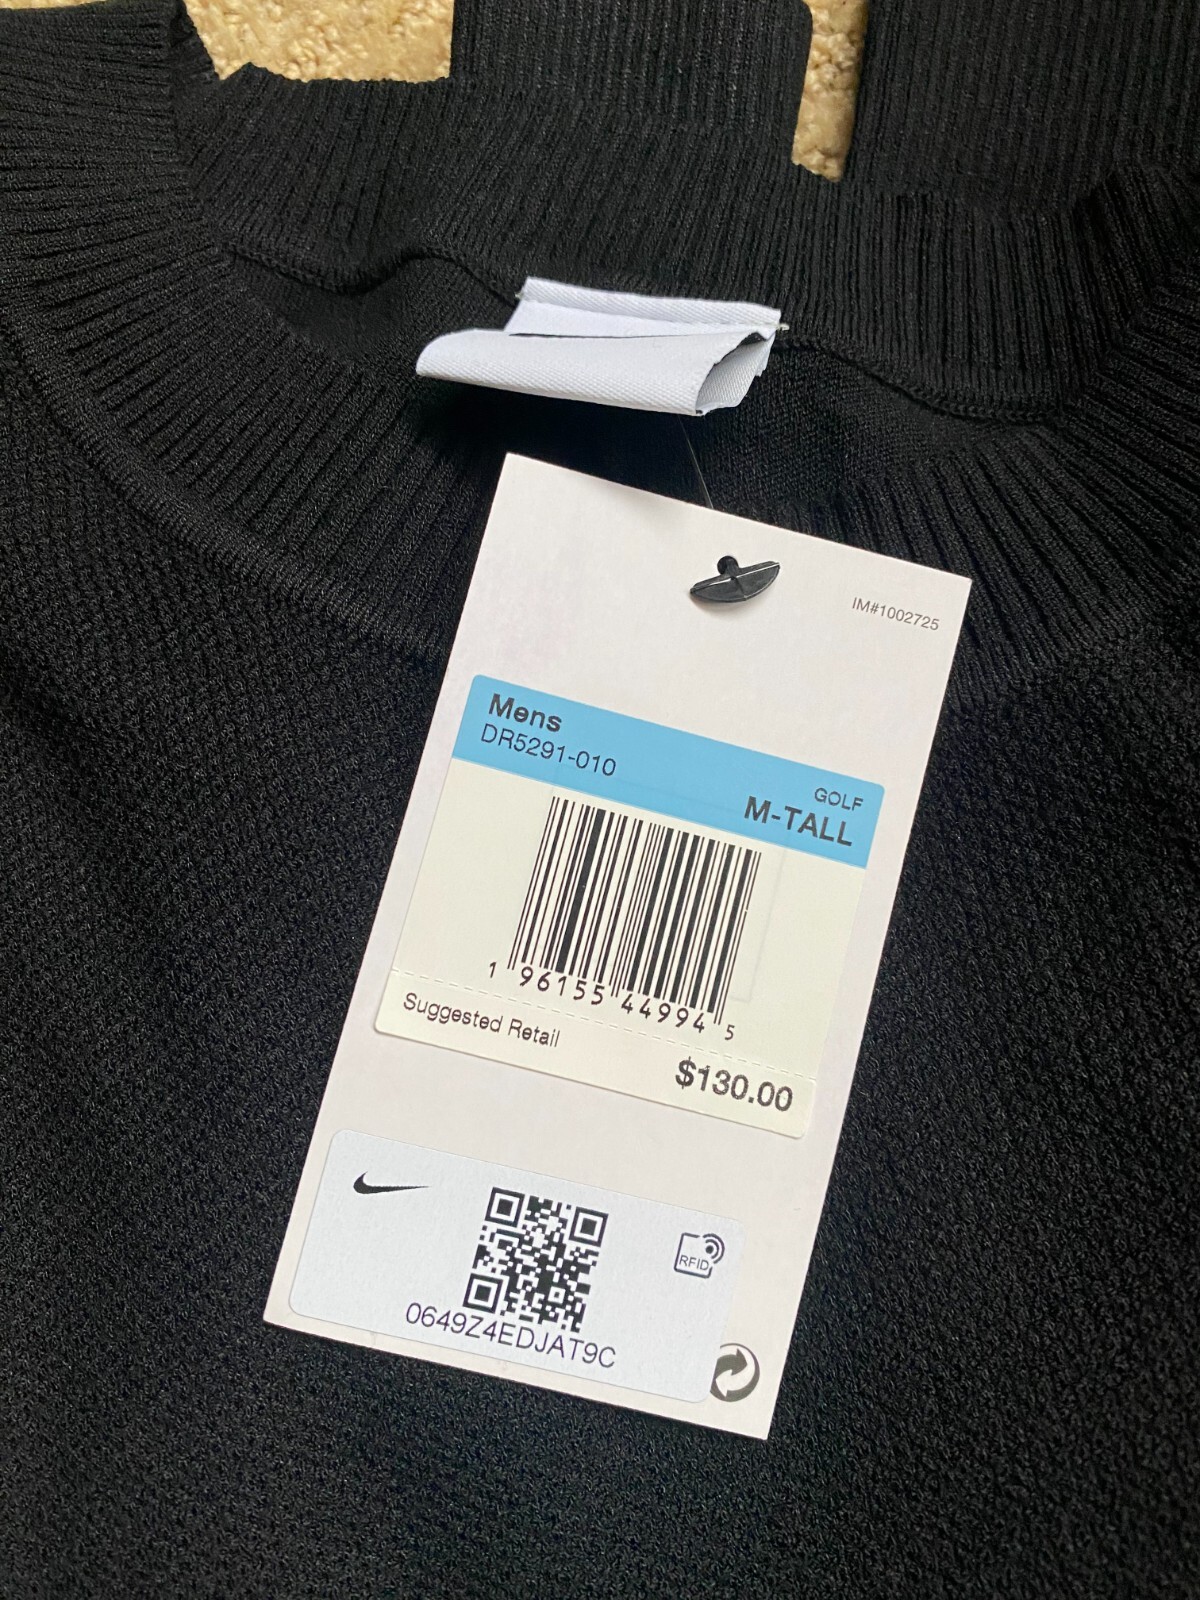 IM#1002725
Mens
DR5291-010
GOLF
M-TALL
1 96155 44994 5
Suggested Retail
$130.00
RFID
0649Z4EDJAT9C